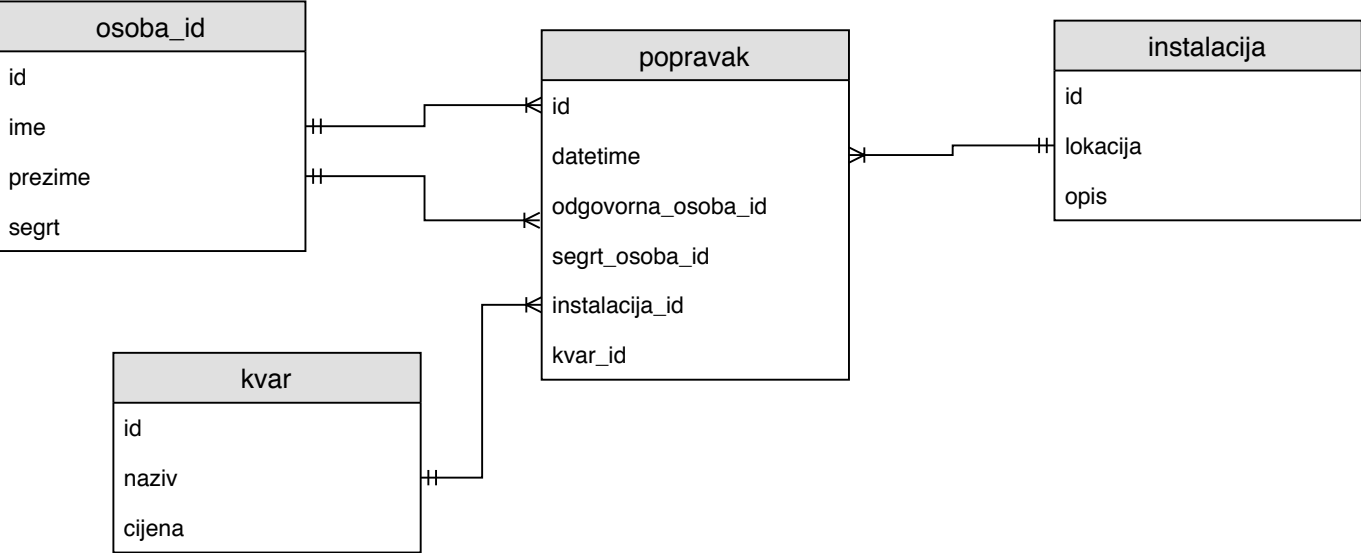 osoba_id
id
ime
prezime
segrt
popravak
id
datetime
odgovorna_osoba_id
segrt_osoba_id
instalacija_id
kvar_id
instalacija
id
lokacija
opis
kvar
id
naziv
cijena